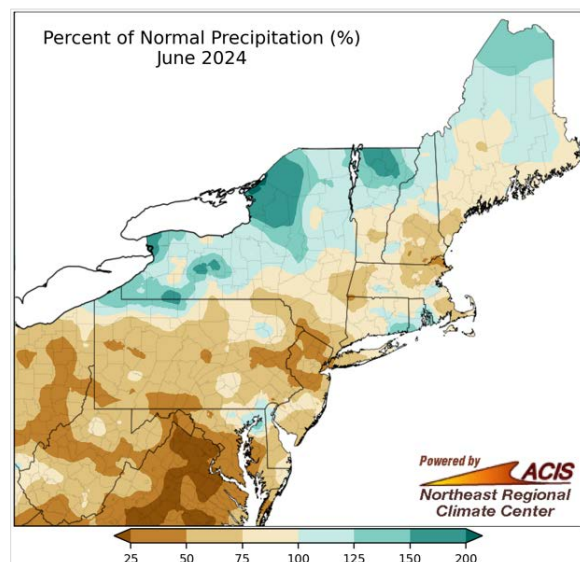 Percent of Normal Precipitation (%)
June 2024
Powered by
ACIS
Northeast Regional
Climate Center
25 50 75 100 125 150 200